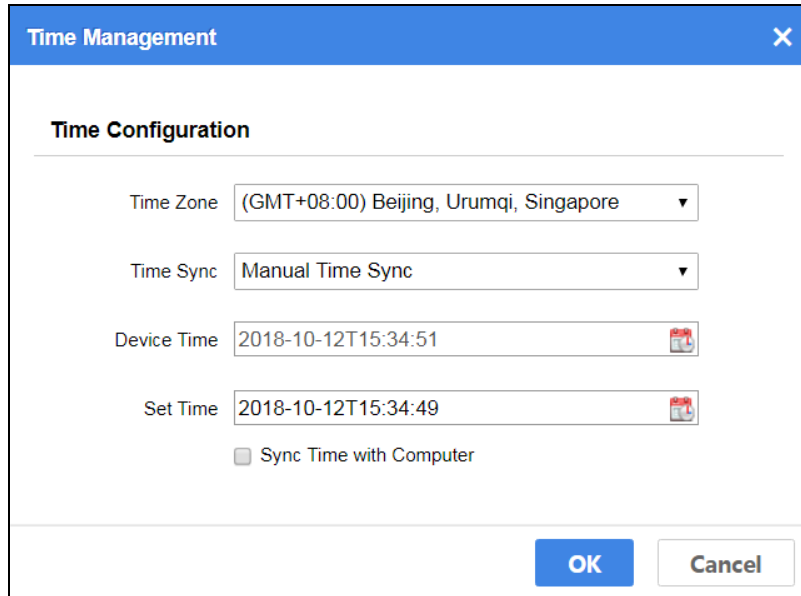 Time Management
Time Configuration
Time Zone (GMT+08:00) Beijing, Urumqi, Singapore
Time Sync Manual Time Sync
Device Time 2018-10-12T15:34:51
Set Time 2018-10-12T15:34:49
Sync Time with Computer
OK Cancel